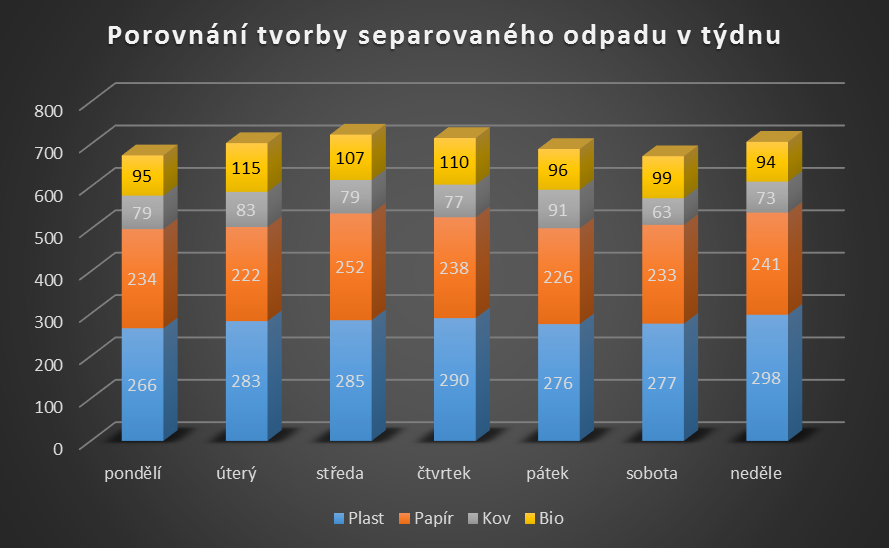 Porovnání tvorby separovaného odpadu v týdnu
800
700
600
500
400
300
200
100
0
95 115 107 110 96 99 94
79 83 79 77 91 63 73
234 222 252 238 226 233 241
266 283 285 290 276 277 298
pondělí úterý středa čtvrtek pátek sobota neděle
Plast Papír Kov Bio